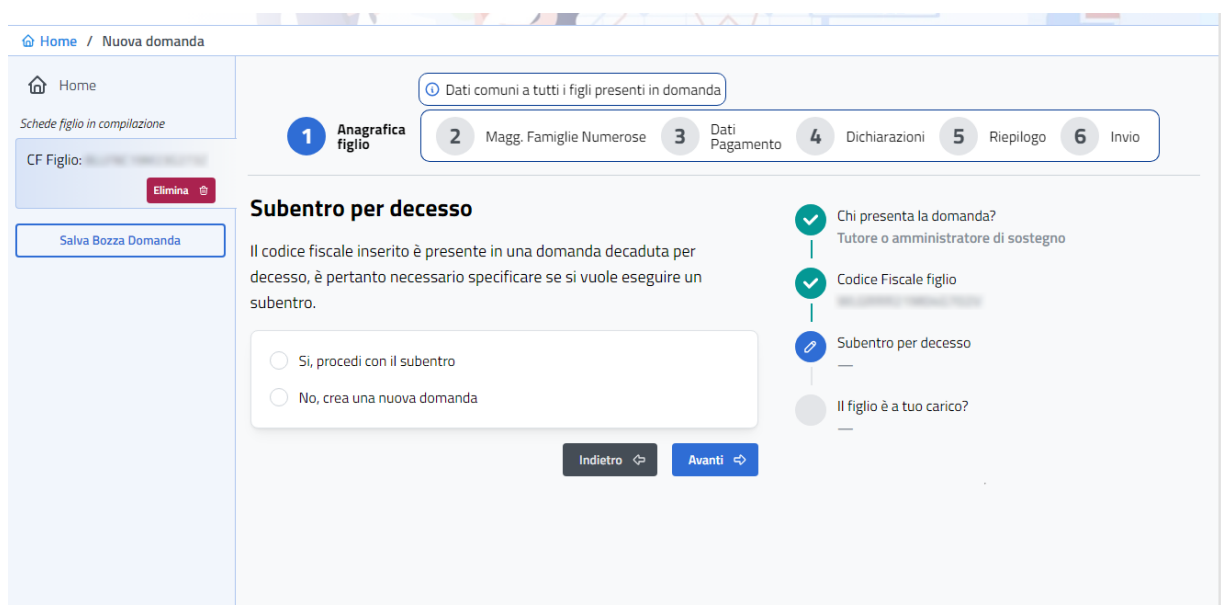 Home / Nuova domanda
Home
Schede figlio in compilazione
CF Figlio:
Elimina
Salva Bozza Domanda
Dati comuni a tutti i figli presenti in domanda
1 Anagrafica
figlio
2 Magg. Famiglie Numerose
3 Dati
Pagamento
4 Dichiarazioni
5 Riepilogo
6 Invio
Subentro per decesso
Il codice fiscale inserito è presente in una domanda decaduta per
decesso, è pertanto necessario specificare se si vuole eseguire un
subentro.
Si, procedi con il subentro
No, crea una nuova domanda
Indietro
Avanti
Chi presenta la domanda?
Tutore o amministratore di sostegno
Codice Fiscale figlio
Subentro per decesso
—
Il figlio è a tuo carico?
—